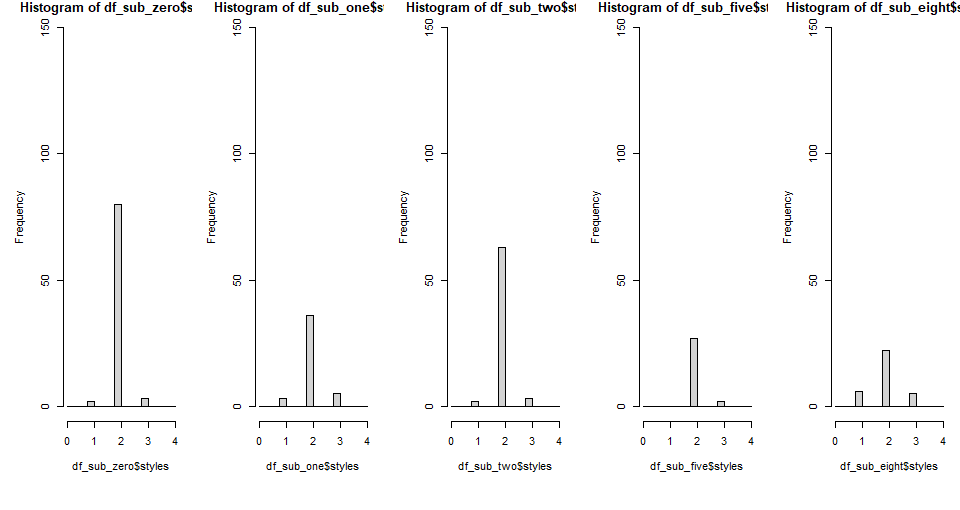 Histogram of df_sub_zero$s
Histogram of df_sub_one$s
Histogram of df_sub_two$st
Histogram of df_sub_five$st
Histogram of df_sub_eight$s
Frequency
0 50 100 150
0 1 2 3 4
df_sub_zero$styles
Frequency
0 50 100 150
0 1 2 3 4
df_sub_one$styles
Frequency
0 50 100 150
0 1 2 3 4
df_sub_two$styles
Frequency
0 50 100 150
0 1 2 3 4
df_sub_five$styles
Frequency
0 50 100 150
0 1 2 3 4
df_sub_eight$styles